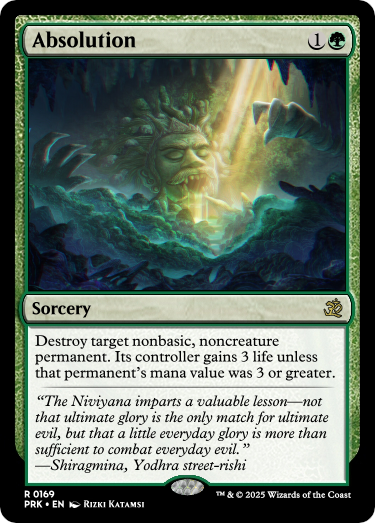 Absolution 1
Sorcery
Destroy target nonbasic, noncreature
permanent. Its controller gains 3 life unless
that permanent's mana value was 3 or greater.
“The Niviyana imparts a valuable lesson—not
that ultimate glory is the only match for ultimate
evil, but that a little everyday glory is more than
sufficient to combat everyday evil.”
—Shiragmina, Yodhra street-rishi
R 0169
PRK • EN Rizki Katamsi
™ & © 2025 Wizards of the Coast